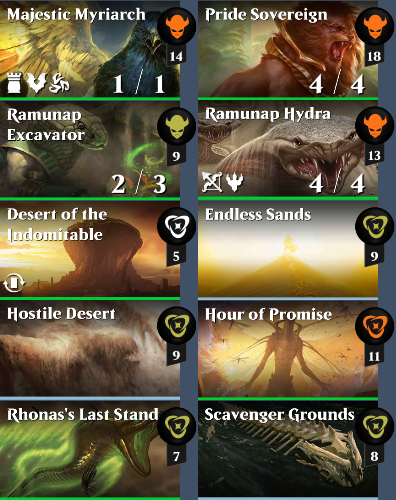 Majestic Myriarch
14
1 / 1
Pride Sovereign
18
4 / 4
Ramunap
Excavator
9
2 / 3
Ramunap Hydra
13
4 / 4
Desert of the
Indomitable
5
Endless Sands
9
Hostile Desert
9
Hour of Promise
11
Rhonas's Last Stand
7
Scavenger Grounds
8